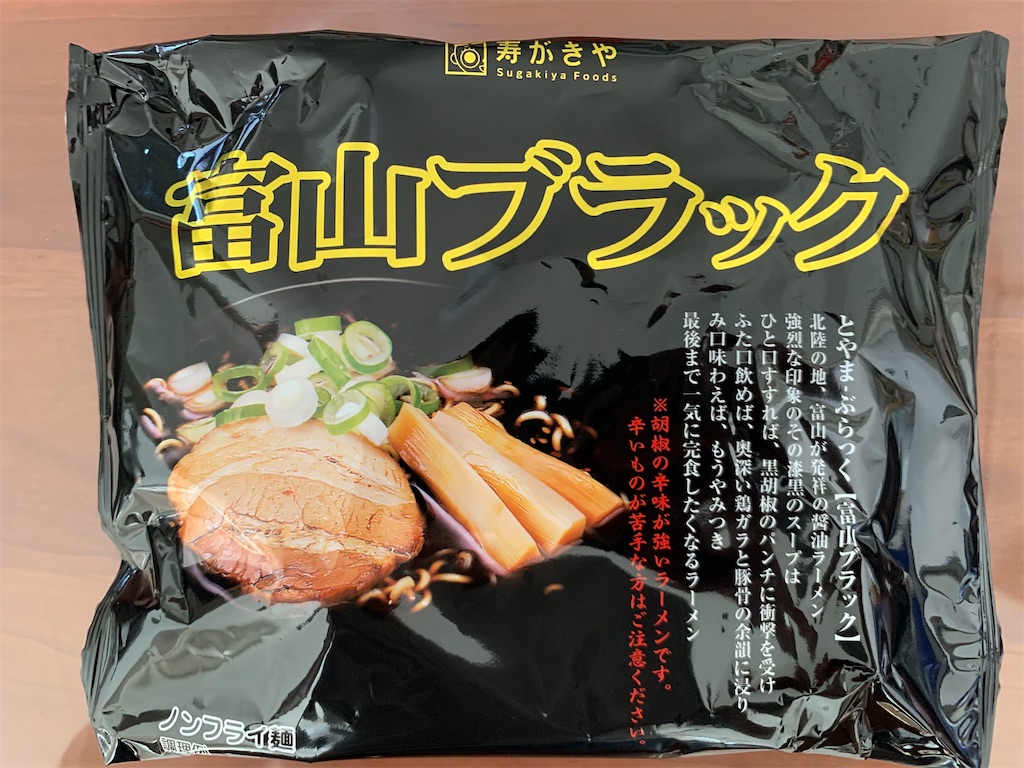 寿がきや
Sugakiya Foods
富山ブラック
とやま・ぶらっく【富山ブラック】
北陸の地、富山が発祥の醤油ラーメン
強烈な印象のその漆黒のスープは
ひと口すすれば、黒胡椒のパンチに衝撃を受け
ふた口飲めば、奥深い鶏ガラと豚骨の余韻に浸り
み口味わえば、もうやみつき
最後まで一気に完食したくなるラーメン
※胡椒の辛味が強いラーメンです。
辛いものが苦手な方はご注意ください。
ノンフライ麺
調理例